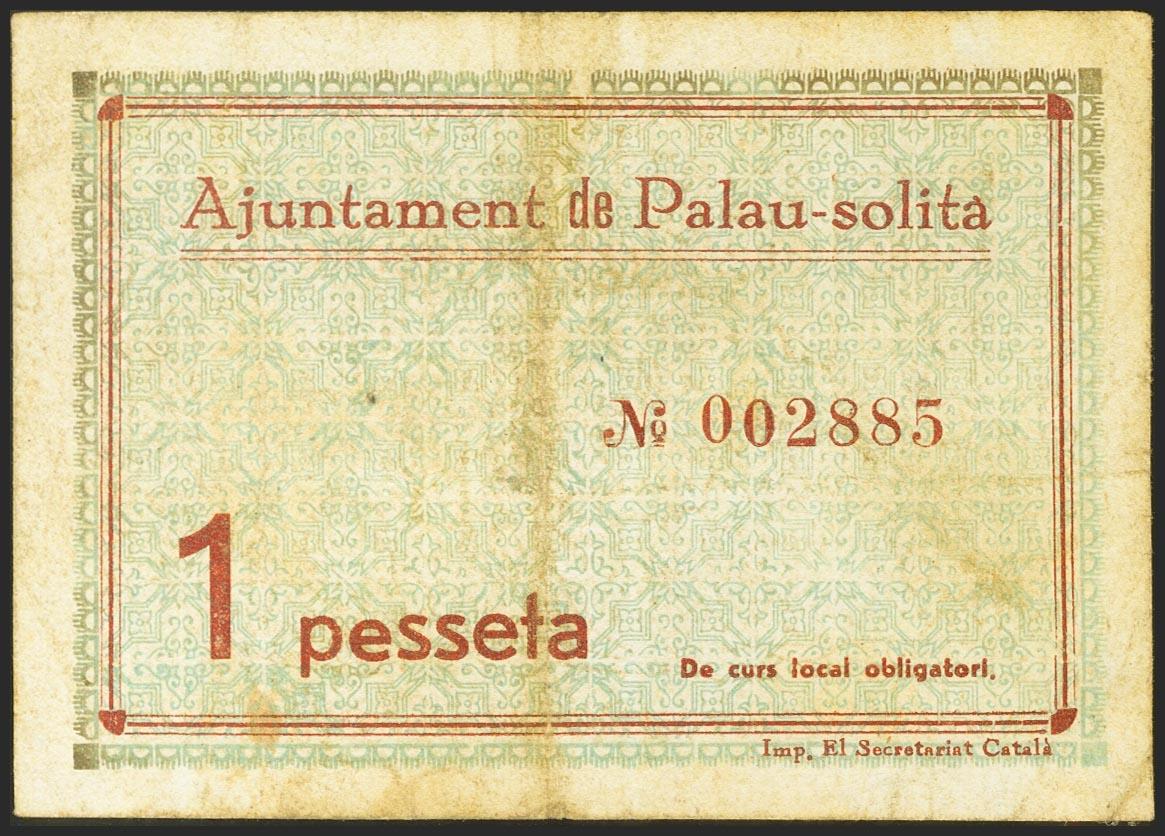 Ajuntament de Palau-solità
Nº 002885
1 pesseta
De curs local obligatori.
Imp. El Secretariat Català